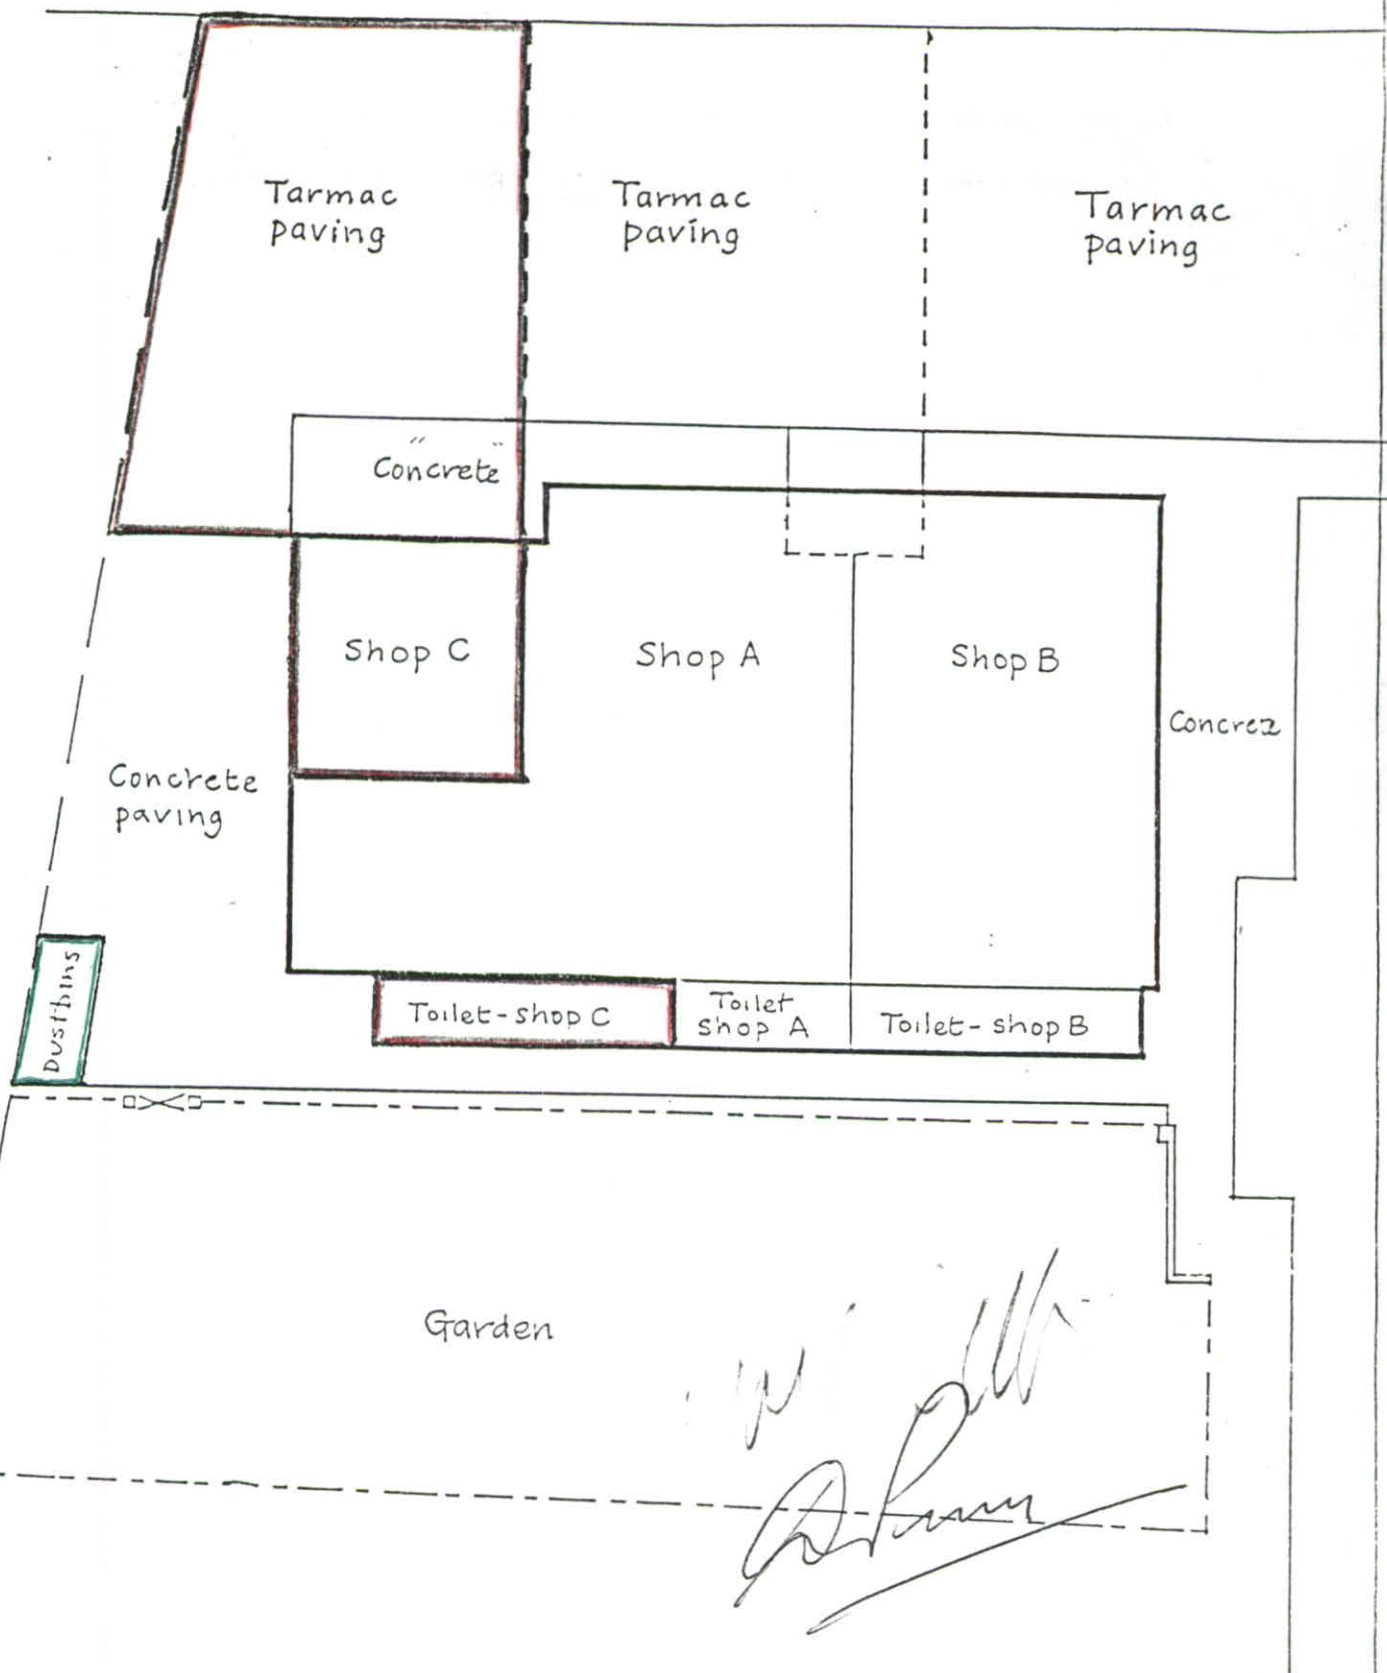 Tarmac
paving
Tarmac
paving
Tarmac
paving
Concrete
Shop C
Shop A
Shop B
Concrete
paving
Dustbins
Toilet-shop C
Toilet
shop A
Toilet-shop B
Garden